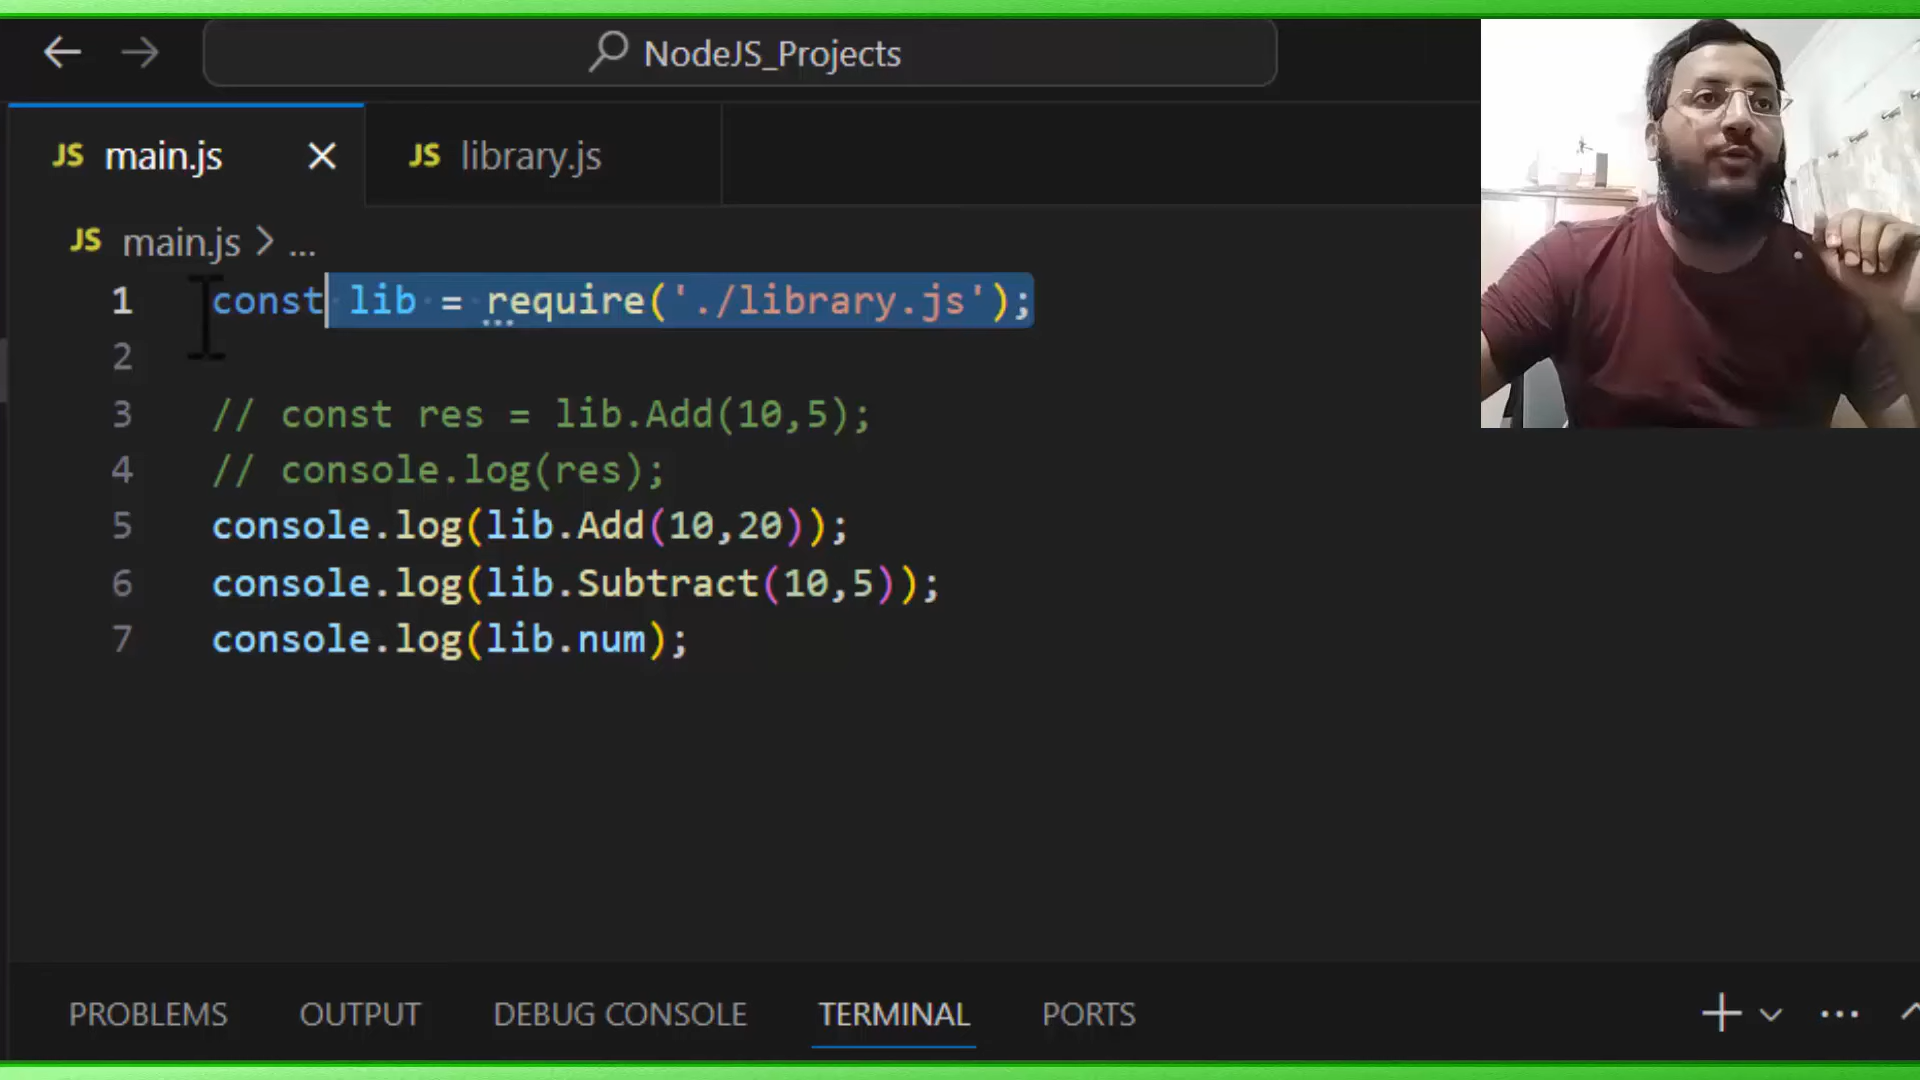 NodeJS_Projects
JS main.js
JS library.js
JS main.js > ...
1 const lib = require('./library.js');
2
3 // const res = lib.Add(10,5);
4 // console.log(res);
5 console.log(lib.Add(10,20));
6 console.log(lib.Subtract(10,5));
7 console.log(lib.num);
PROBLEMS OUTPUT DEBUG CONSOLE TERMINAL PORTS